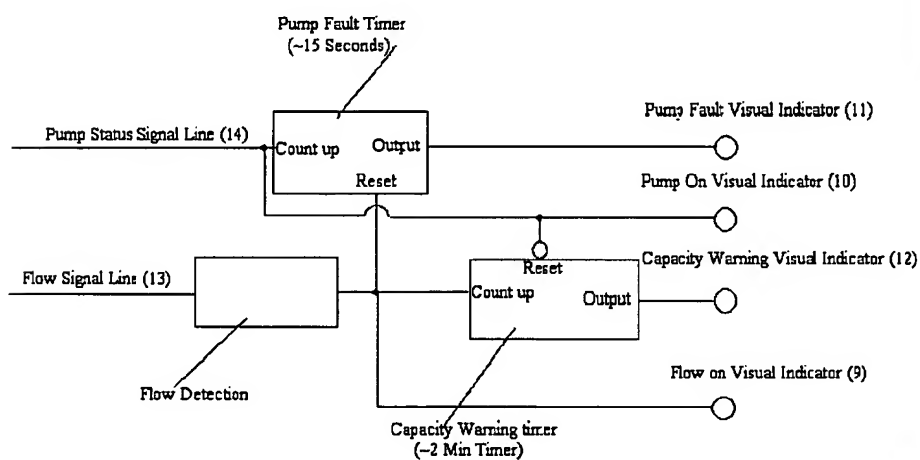 Pump Fault Timer
(~15 Seconds)
Pump Fault Visual Indicator (11)
Pump Status Signal Line (14)
Count up
Output
Reset
Pump On Visual Indicator (10)
Flow Signal Line (13)
Reset
Capacity Warning Visual Indicator (12)
Count up
Output
Flow Detection
Flow on Visual Indicator (9)
Capacity Warning timer
(~2 Min Timer)